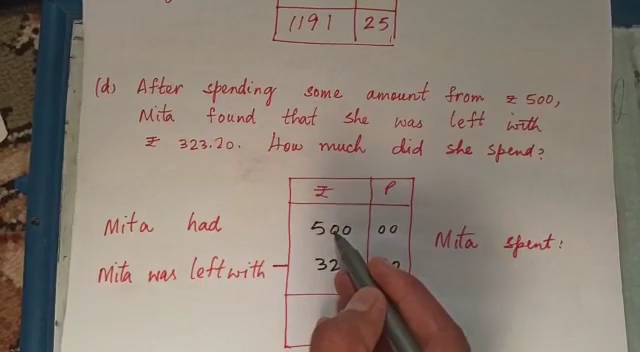 1191 25
(d) After spending some amount from ₹ 500,
Mita found that she was left with
₹ 323.20. How much did she spend?
₹ P
Mita had 500 00 Mita spent:
Mita was left with - 32